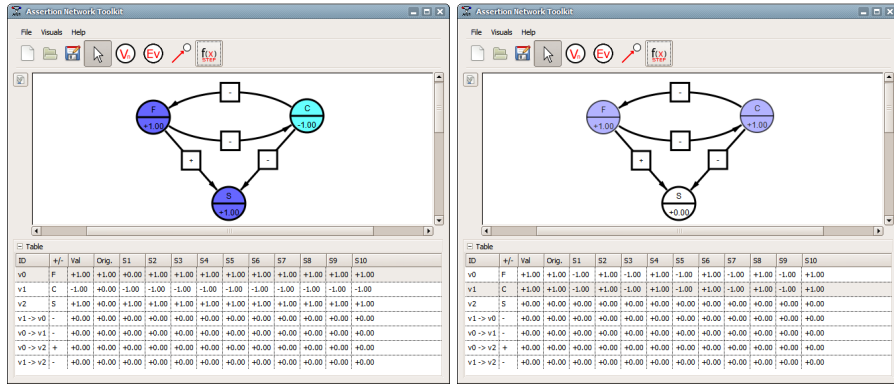 Assertion Network Toolkit
File Visuals Help
Vn Ev f(x) STEP
-
F
+1.00
C
-1.00
-
+
-
S
+1.00
Table
ID +/- Val Orig. S1 S2 S3 S4 S5 S6 S7 S8 S9 S10
v0 F +1.00 +1.00 +0.00 +1.00 +1.00 +1.00 +1.00 +1.00 +1.00 +1.00 +1.00 +1.00
v1 C -1.00 +0.00 -1.00 -1.00 -1.00 -1.00 -1.00 -1.00 -1.00 -1.00 -1.00 -1.00
v2 S +1.00 +0.00 +1.00 +1.00 +1.00 +1.00 +1.00 +1.00 +1.00 +1.00 +1.00 +1.00
v1 -> v0 - +0.00 +0.00 +0.00 +0.00 +0.00 +0.00 +0.00 +0.00 +0.00 +0.00 +0.00 +0.00
v0 -> v1 - +0.00 +0.00 +0.00 +0.00 +0.00 +0.00 +0.00 +0.00 +0.00 +0.00 +0.00 +0.00
v0 -> v2 + +0.00 +0.00 +0.00 +0.00 +0.00 +0.00 +0.00 +0.00 +0.00 +0.00 +0.00 +0.00
v1 -> v2 - +0.00 +0.00 +0.00 +0.00 +0.00 +0.00 +0.00 +0.00 +0.00 +0.00 +0.00 +0.00
Assertion Network Toolkit
File Visuals Help
Vn Ev f(x) STEP
-
F
+1.00
C
+1.00
-
+
-
S
+0.00
Table
ID +/- Val Orig. S1 S2 S3 S4 S5 S6 S7 S8 S9 S10
v0 F +1.00 +1.00 -1.00 +1.00 -1.00 +1.00 -1.00 +1.00 -1.00 +1.00 -1.00 +1.00
v1 C +1.00 +1.00 -1.00 +1.00 -1.00 +1.00 -1.00 +1.00 -1.00 +1.00 -1.00 +1.00
v2 S +0.00 +0.00 +0.00 +0.00 +0.00 +0.00 +0.00 +0.00 +0.00 +0.00 +0.00 +0.00
v1 -> v0 - +0.00 +0.00 +0.00 +0.00 +0.00 +0.00 +0.00 +0.00 +0.00 +0.00 +0.00 +0.00
v0 -> v1 - +0.00 +0.00 +0.00 +0.00 +0.00 +0.00 +0.00 +0.00 +0.00 +0.00 +0.00 +0.00
v0 -> v2 + +0.00 +0.00 +0.00 +0.00 +0.00 +0.00 +0.00 +0.00 +0.00 +0.00 +0.00 +0.00
v1 -> v2 - +0.00 +0.00 +0.00 +0.00 +0.00 +0.00 +0.00 +0.00 +0.00 +0.00 +0.00 +0.00